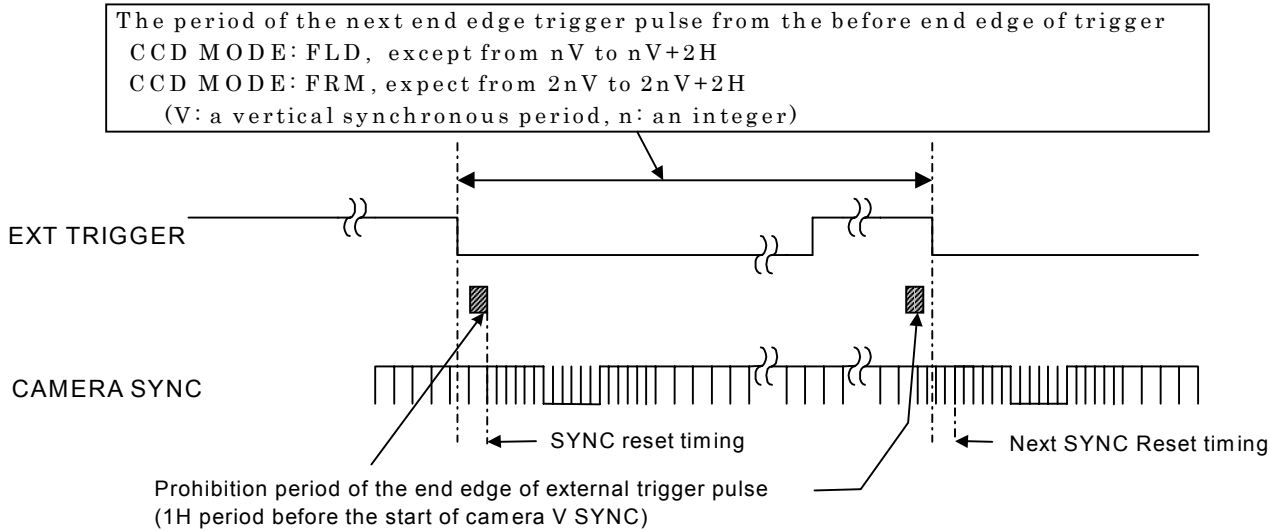 The period of the next end edge trigger pulse from the before end edge of trigger
CCD MODE: FLD, except from nV to nV+2H
CCD MODE: FRM, expect from 2nV to 2nV+2H
(V: a vertical synchronous period, n: an integer)
EXT TRIGGER
CAMERA SYNC
SYNC reset timing
Next SYNC Reset timing
Prohibition period of the end edge of external trigger pulse
(1H period before the start of camera V SYNC)